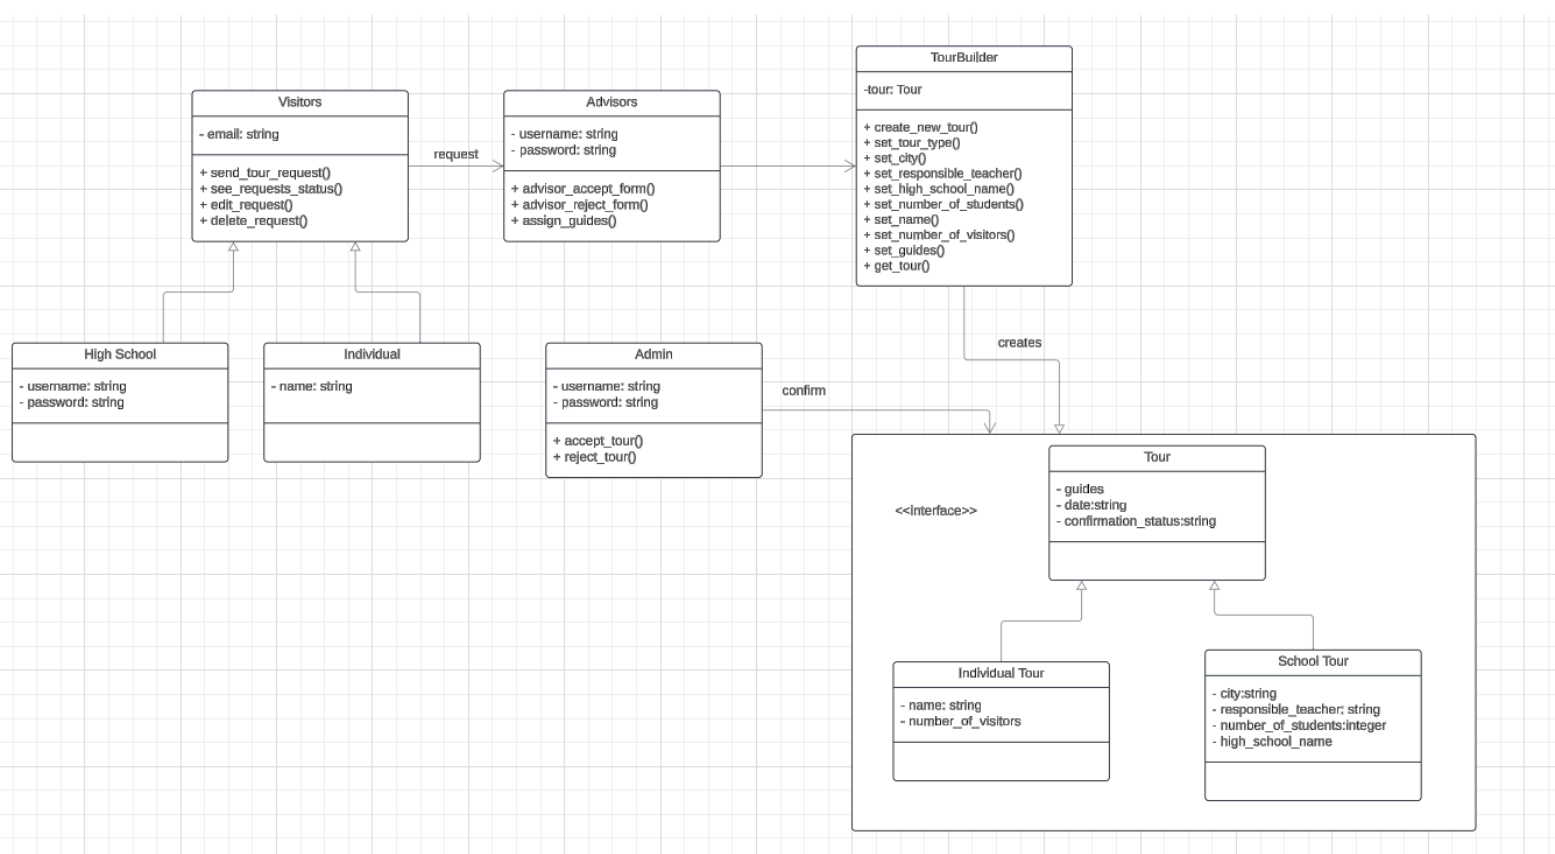 Visitors
- email: string
+ send_tour_request()
+ see_requests_status()
+ edit_request()
+ delete_request()
request
Advisors
- username: string
- password: string
+ advisor_accept_form()
+ advisor_reject_form()
+ assign_guides()
TourBuilder
-tour: Tour
+ create_new_tour()
+ set_tour_type()
+ set_city()
+ set_responsible_teacher()
+ set_high_school_name()
+ set_number_of_students()
+ set_name()
+ set_number_of_visitors()
+ set_guides()
+ get_tour()
High School
- username: string
- password: string
Individual
- name: string
Admin
- username: string
- password: string
+ accept_tour()
+ reject_tour()
confirm
creates
<<interface>>
Tour
- guides
- date:string
- confirmation_status:string
Individual Tour
- name: string
- number_of_visitors
School Tour
- city:string
- responsible_teacher: string
- number_of_students:integer
- high_school_name